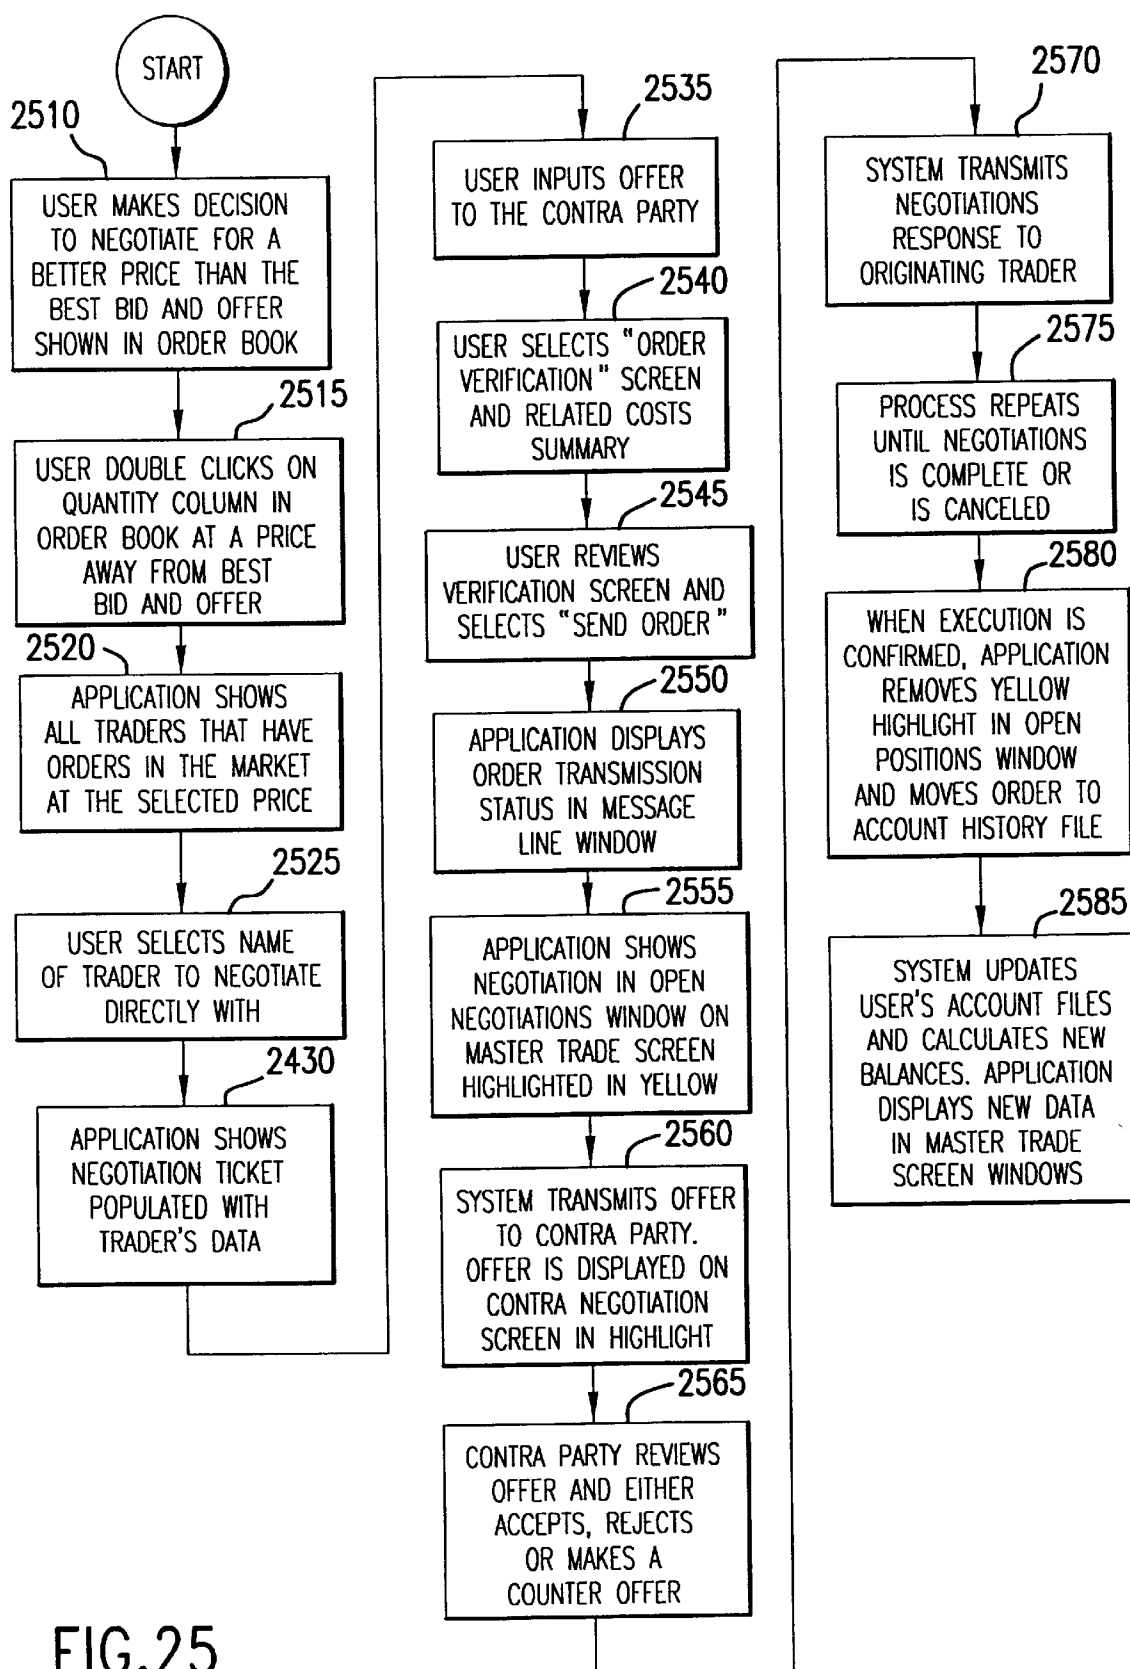 START
2510
USER MAKES DECISION
TO NEGOTIATE FOR A
BETTER PRICE THAN THE
BEST BID AND OFFER
SHOWN IN ORDER BOOK
2515
USER DOUBLE CLICKS ON
QUANTITY COLUMN IN
ORDER BOOK AT A PRICE
AWAY FROM BEST
BID AND OFFER
2520
APPLICATION SHOWS
ALL TRADERS THAT HAVE
ORDERS IN THE MARKET
AT THE SELECTED PRICE
2525
USER SELECTS NAME
OF TRADER TO NEGOTIATE
DIRECTLY WITH
2430
APPLICATION SHOWS
NEGOTIATION TICKET
POPULATED WITH
TRADER'S DATA
2535
USER INPUTS OFFER
TO THE CONTRA PARTY
2540
USER SELECTS "ORDER
VERIFICATION" SCREEN
AND RELATED COSTS
SUMMARY
2545
USER REVIEWS
VERIFICATION SCREEN AND
SELECTS "SEND ORDER"
2550
APPLICATION DISPLAYS
ORDER TRANSMISSION
STATUS IN MESSAGE
LINE WINDOW
2555
APPLICATION SHOWS
NEGOTIATION IN OPEN
NEGOTIATIONS WINDOW ON
MASTER TRADE SCREEN
HIGHLIGHTED IN YELLOW
2560
SYSTEM TRANSMITS OFFER
TO CONTRA PARTY.
OFFER IS DISPLAYED ON
CONTRA NEGOTIATION
SCREEN IN HIGHLIGHT
2565
CONTRA PARTY REVIEWS
OFFER AND EITHER
ACCEPTS, REJECTS
OR MAKES A
COUNTER OFFER
2570
SYSTEM TRANSMITS
NEGOTIATIONS
RESPONSE TO
ORIGINATING TRADER
2575
PROCESS REPEATS
UNTIL NEGOTIATIONS
IS COMPLETE OR
IS CANCELED
2580
WHEN EXECUTION IS
CONFIRMED, APPLICATION
REMOVES YELLOW
HIGHLIGHT IN OPEN
POSITIONS WINDOW
AND MOVES ORDER TO
ACCOUNT HISTORY FILE
2585
SYSTEM UPDATES
USER'S ACCOUNT FILES
AND CALCULATES NEW
BALANCES. APPLICATION
DISPLAYS NEW DATA
IN MASTER TRADE
SCREEN WINDOWS
FIG.25